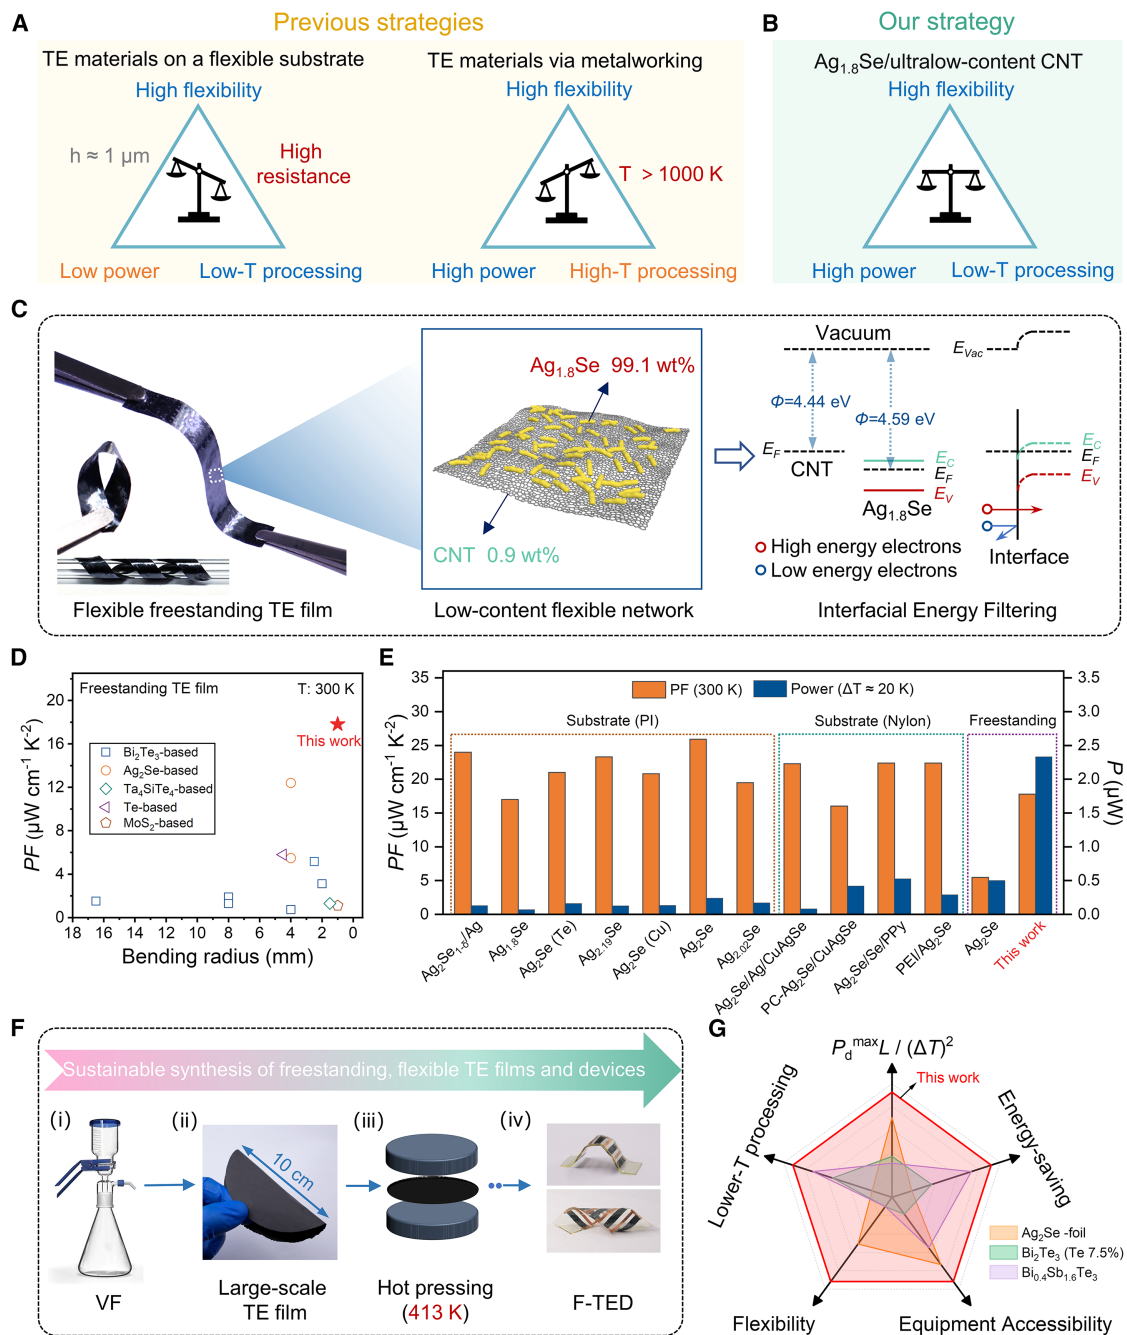 A
Previous strategies
TE materials on a flexible substrate
High flexibility
h ≈ 1 μm
High
resistance
Low power
Low-T processing
TE materials via metalworking
High flexibility
T > 1000 K
High power
High-T processing
B
Our strategy
Ag1.8Se/ultralow-content CNT
High flexibility
High power
Low-T processing
C
Flexible freestanding TE film
Ag1.8Se 99.1 wt%
CNT 0.9 wt%
Low-content flexible network
Vacuum
Φ=4.44 eV
Φ=4.59 eV
EF
CNT
EC
EF
EV
Ag1.8Se
EVac
EC
EF
EV
High energy electrons
Low energy electrons
Interface
Interfacial Energy Filtering
D
Freestanding TE film
T: 300 K
This work
Bi2Te3-based
Ag2Se-based
Ta4SiTe4-based
Te-based
MoS2-based
PF (μW cm-1 K-2)
20
16
12
8
4
0
18 16 14 12 10 8 6 4 2 0
Bending radius (mm)
E
PF (300 K)
Power (ΔT ≈ 20 K)
Substrate (PI)
Substrate (Nylon)
Freestanding
PF (μW cm-1 K-2)
35
30
25
20
15
10
5
0
P (μW)
3.5
3.0
2.5
2.0
1.5
1.0
0.5
0.0
Ag2Se1-δ/Ag
Ag1.8Se
Ag2Se (Te)
Ag2.19Se
Ag2Se (Cu)
Ag2Se
Ag2.02Se
Ag2Se/Ag/CuAgSe
PC-Ag2Se/CuAgSe
Ag2Se/Se/PPy
PEI/Ag2Se
Ag2Se
This work
F
Sustainable synthesis of freestanding, flexible TE films and devices
(i)
VF
(ii)
10 cm
Large-scale
TE film
(iii)
Hot pressing
(413 K)
(iv)
F-TED
G
PdmaxL / (ΔT)2
This work
Energy-saving
Lower-T processing
Flexibility
Equipment Accessibility
Ag2Se -foil
Bi2Te3 (Te 7.5%)
Bi0.4Sb1.6Te3